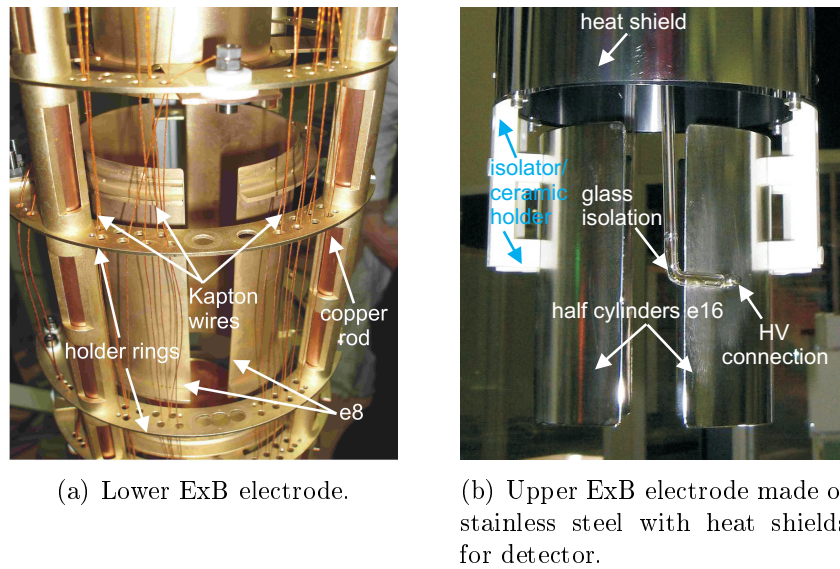 Kapton
wires
copper
rod
holder rings
e8
(a) Lower ExB electrode.
heat shield
isolator/
ceramic
holder
glass
isolation
half cylinders e16
HV
connection
(b) Upper ExB electrode made o
stainless steel with heat shields
for detector.